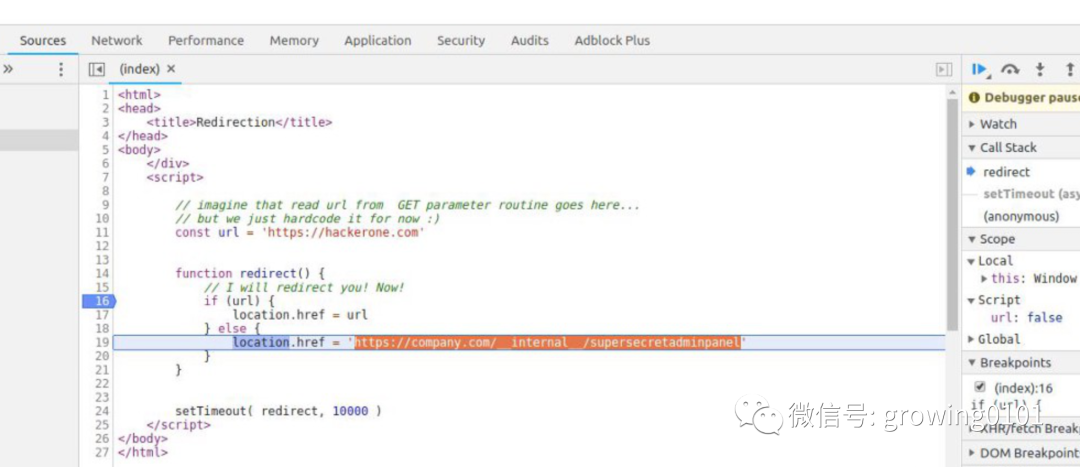 Sources Network Performance Memory Application Security Audits Adblock Plus
» (index) ×
1 <html>
2 <head>
3 <title>Redirection</title>
4 </head>
5 <body>
6 </div>
7 <script>
8
9 // imagine that read url from  GET parameter routine goes here...
10 // but we just hardcode it for now :)
11 const url = 'https://hackerone.com'
12
13
14 function redirect() {
15 // I will redirect you! Now!
16 if (url) {
17 location.href = url
18 } else {
19 location.href = 'https://company.com/__internal__/supersecretadminpanel'
20 }
21 }
22
23
24 setTimeout( redirect, 10000 )
25 </script>
26 </body>
27 </html>
Debugger pause
Watch
Call Stack
redirect
setTimeout (asy
(anonymous)
Scope
Local
this: Window
Script
url: false
Global
Breakpoints
(index):16
if (url) {
XHR/fetch Breakp
DOM Breakpoint
微信号: growing0101